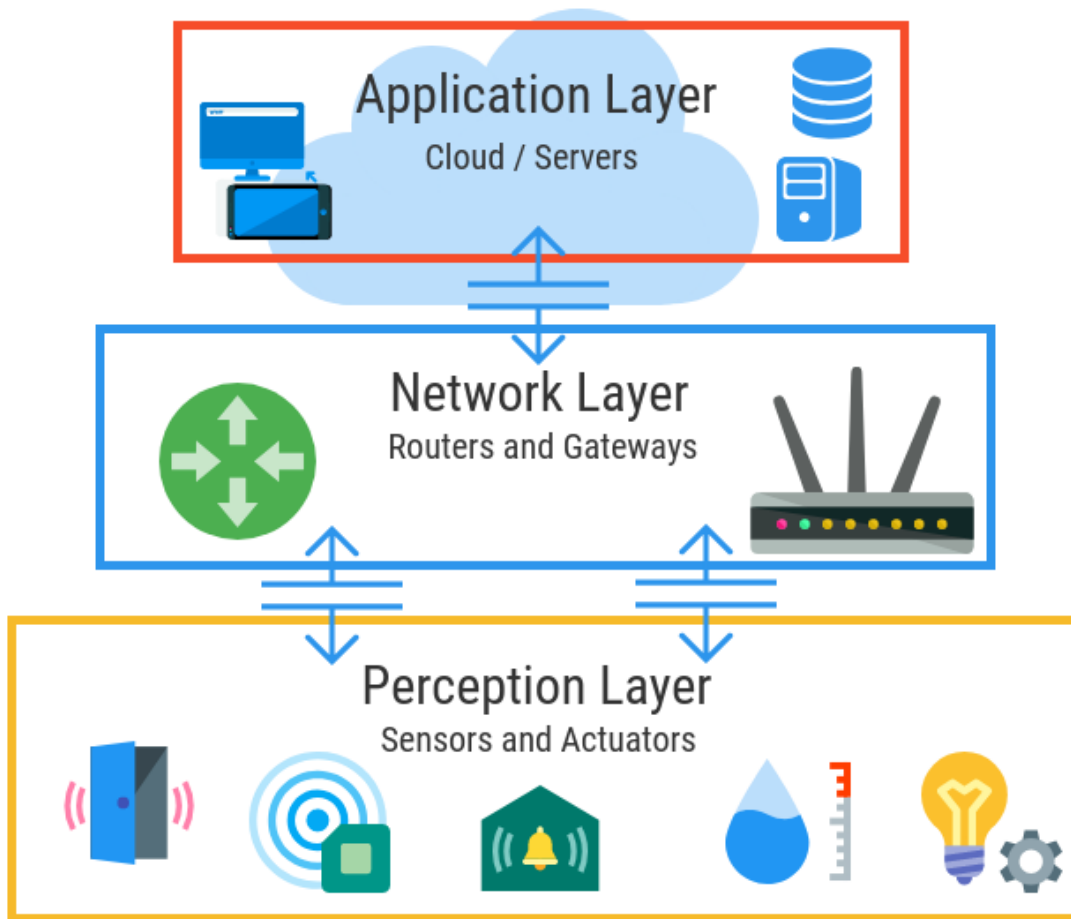 Application Layer
Cloud / Servers
Network Layer
Routers and Gateways
Perception Layer
Sensors and Actuators